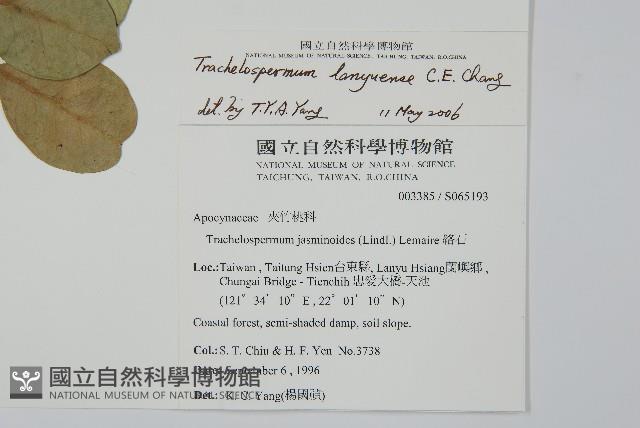 國立自然科學博物館
NATIONAL MUSEUM OF NATURAL SCIENCE, TAICHUNG, TAIWAN, R.O.CHINA
Trachelospermum lanyuense C.E. Chang
det. by T.Y.A. Yang 11 May 2006
國立自然科學博物館
NATIONAL MUSEUM OF NATURAL SCIENCE
TAICHUNG, TAIWAN, R.O.CHINA
003385 / S065193
Apocynaceae 夾竹桃科
Trachelospermum jasminoides (Lindl.) Lemaire 絡石
Loc.:Taiwan , Taitung Hsien台東縣, Lanyu Hsiang蘭嶼鄉 ,
Chungai Bridge - Tienchih 忠愛大橋-天池
(121° 34′ 10″ E , 22° 01′ 10″ N)
Coastal forest, semi-shaded damp, soil slope.
Col.:S. T. Chiu & H. F. Yen No.3738
Date:September 6 , 1996
Det.: K. C. Yang(楊國禎)
國立自然科學博物館
NATIONAL MUSEUM OF NATURAL SCIENCE